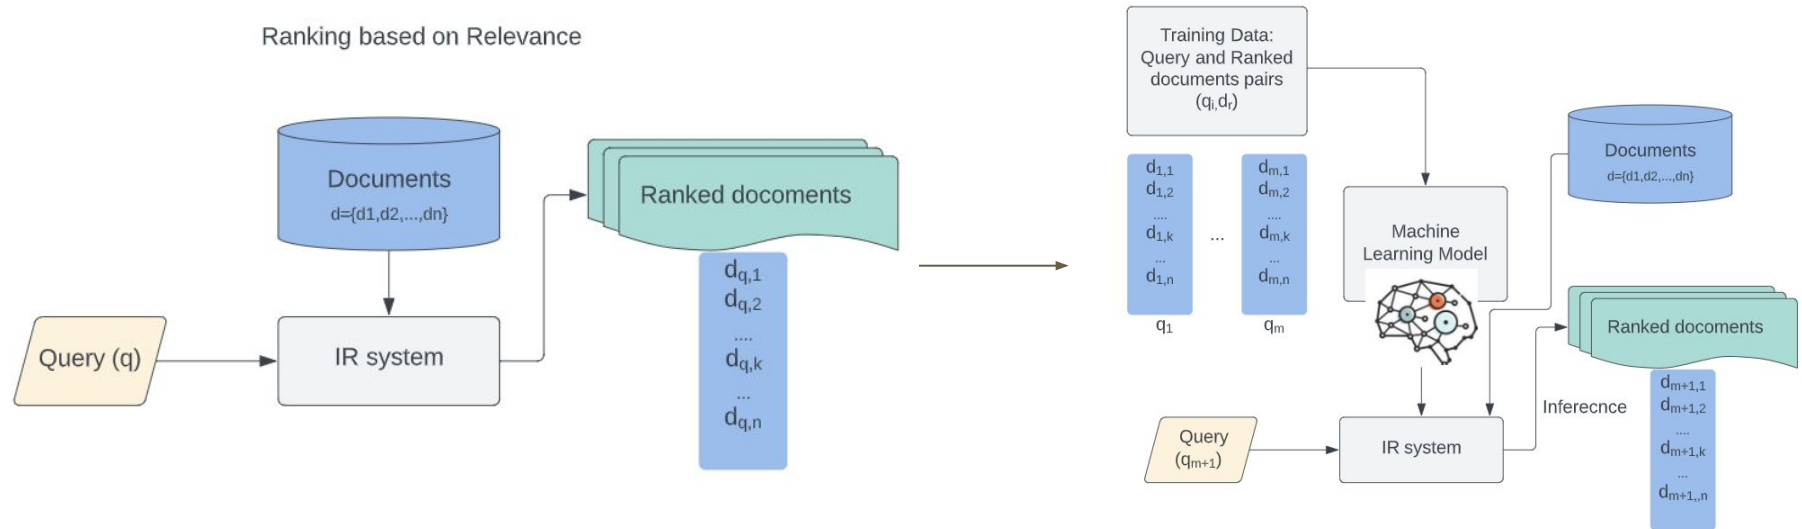 Ranking based on Relevance
Documents
d={d1,d2,...,dn}
Ranked docoments
Query (q)
IR system
dq,1
dq,2
....
dq,k
...
dq,n
Training Data:
Query and Ranked
documents pairs
(qi,dr)
d1,1
d1,2
....
d1,k
...
d1,n
q1
...
dm,1
dm,2
....
dm,k
...
dm,n
qm
Machine
Learning Model
Documents
d={d1,d2,...,dn}
Ranked docoments
Inferecnce
Query
(qm+1)
IR system
dm+1,1
dm+1,2
....
dm+1,k
...
dm+1,,n